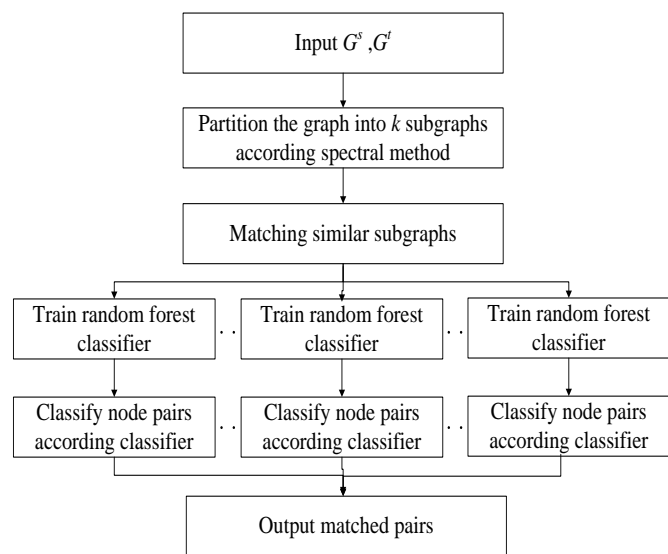 Input G^s ,G^t
Partition the graph into k subgraphs
according spectral method
Matching similar subgraphs
Train random forest
classifier
. .
Train random forest
classifier
. .
Train random forest
classifier
Classify node pairs
according classifier
. .
Classify node pairs
according classifier
. .
Classify node pairs
according classifier
Output matched pairs